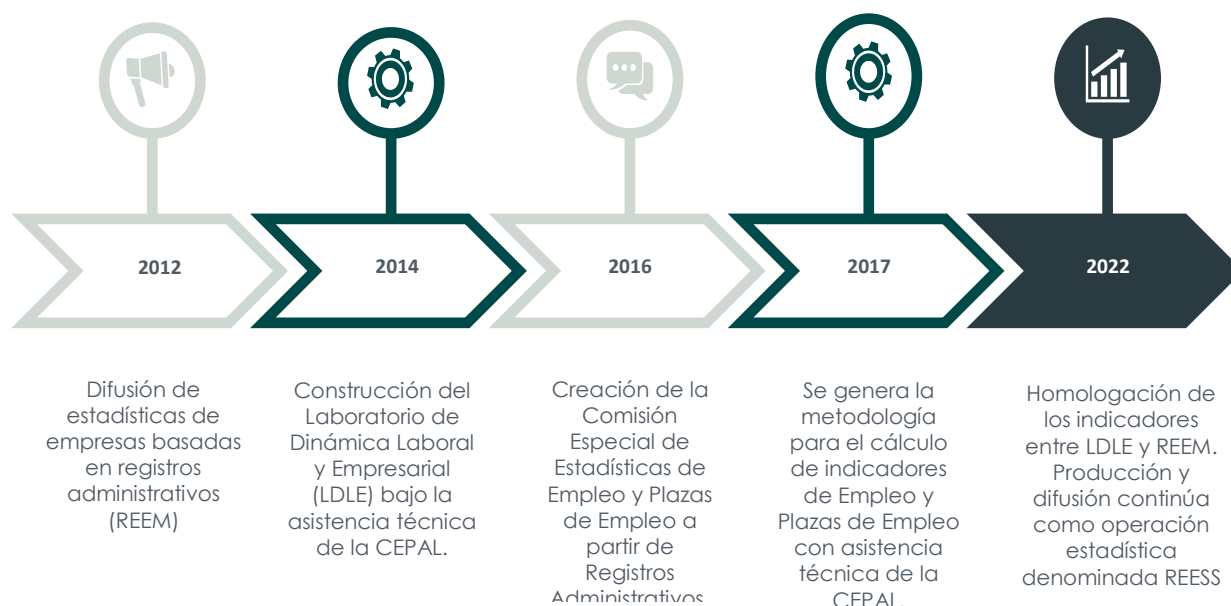 2012
2014
2016
2017
2022
Difusión de
estadísticas de
empresas basadas
en registros
administrativos
(REEM)
Construcción del
Laboratorio de
Dinámica Laboral
y Empresarial
(LDLE) bajo la
asistencia técnica
de la CEPAL.
Creación de la
Comisión
Especial de
Estadísticas de
Empleo y Plazas
de Empleo a
partir de
Registros
Administrativos
Se genera la
metodología
para el cálculo
de indicadores
de Empleo y
Plazas de Empleo
con asistencia
técnica de la
CEPAL.
Homologación de
los indicadores
entre LDLE y REEM.
Producción y
difusión continúa
como operación
estadística
denominada REESS